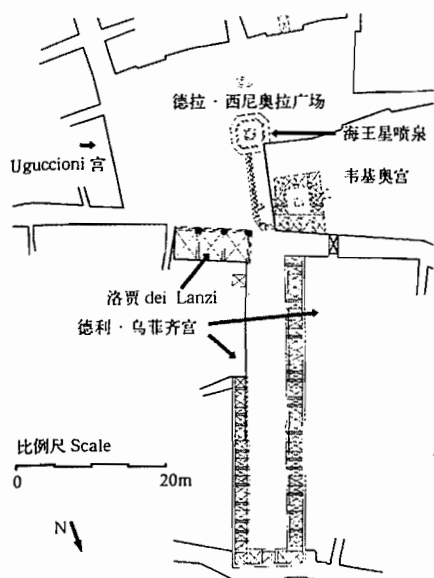 德拉·西尼奥拉广场
海王星喷泉
Uguccioni 宫
韦基奥宫
洛贾 dei Lanzi
德利·乌菲齐宫
比例尺 Scale
0 20m
N